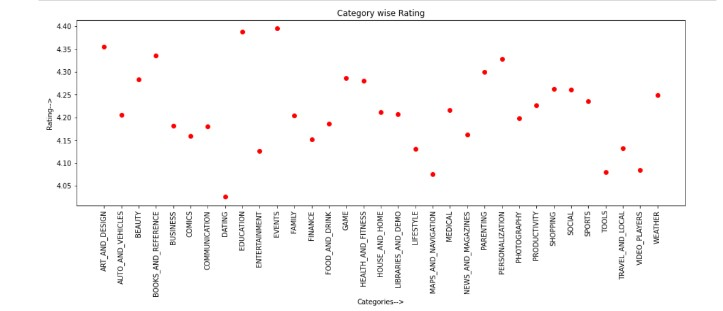 Category wise Rating
4.40
4.35
4.30
4.25
4.20
4.15
4.10
4.05
Rating-->
ART_AND_DESIGN
AUTO_AND_VEHICLES
BEAUTY
BOOKS_AND_REFERENCE
BUSINESS
COMICS
COMMUNICATION
DATING
EDUCATION
ENTERTAINMENT
EVENTS
FAMILY
FINANCE
FOOD_AND_DRINK
GAME
HEALTH_AND_FITNESS
HOUSE_AND_HOME
LIBRARIES_AND_DEMO
LIFESTYLE
MAPS_AND_NAVIGATION
MEDICAL
NEWS_AND_MAGAZINES
PARENTING
PERSONALIZATION
PHOTOGRAPHY
PRODUCTIVITY
SHOPPING
SOCIAL
SPORTS
TOOLS
TRAVEL_AND_LOCAL
VIDEO_PLAYERS
WEATHER
Categories-->